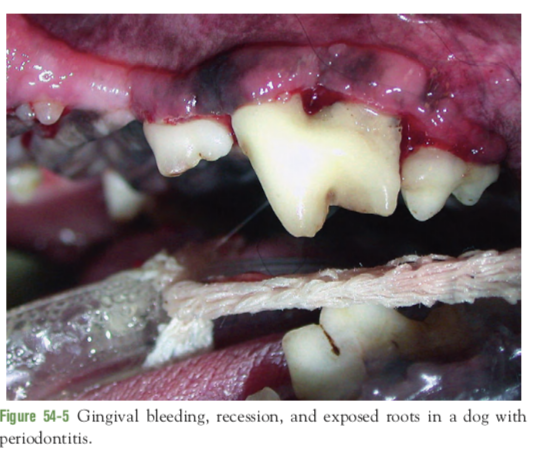 Figure 54-5 Gingival bleeding, recession, and exposed roots in a dog with
periodontitis.